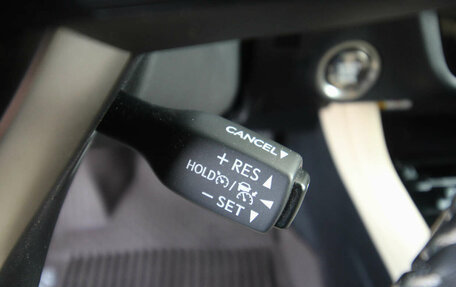 CANCEL▼
+ RES ▲
HOLD /
− SET ▼